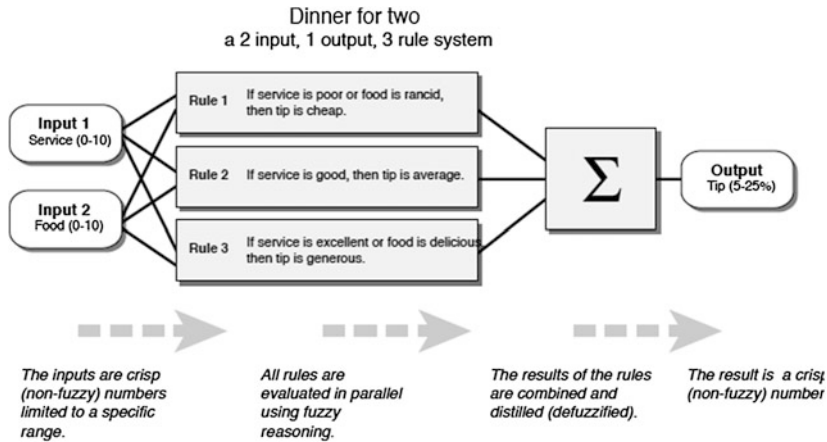 Dinner for two
a 2 input, 1 output, 3 rule system
Input 1
Service (0-10)
Input 2
Food (0-10)
Rule 1 If service is poor or food is rancid,
then tip is cheap.
Rule 2 If service is good, then tip is average.
Rule 3 If service is excellent or food is delicious
then tip is generous.
Σ
Output
Tip (5-25%)
The inputs are crisp
(non-fuzzy) numbers
limited to a specific
range.
All rules are
evaluated in parallel
using fuzzy
reasoning.
The results of the rules
are combined and
distilled (defuzzified).
The result is a crisp
(non-fuzzy) number